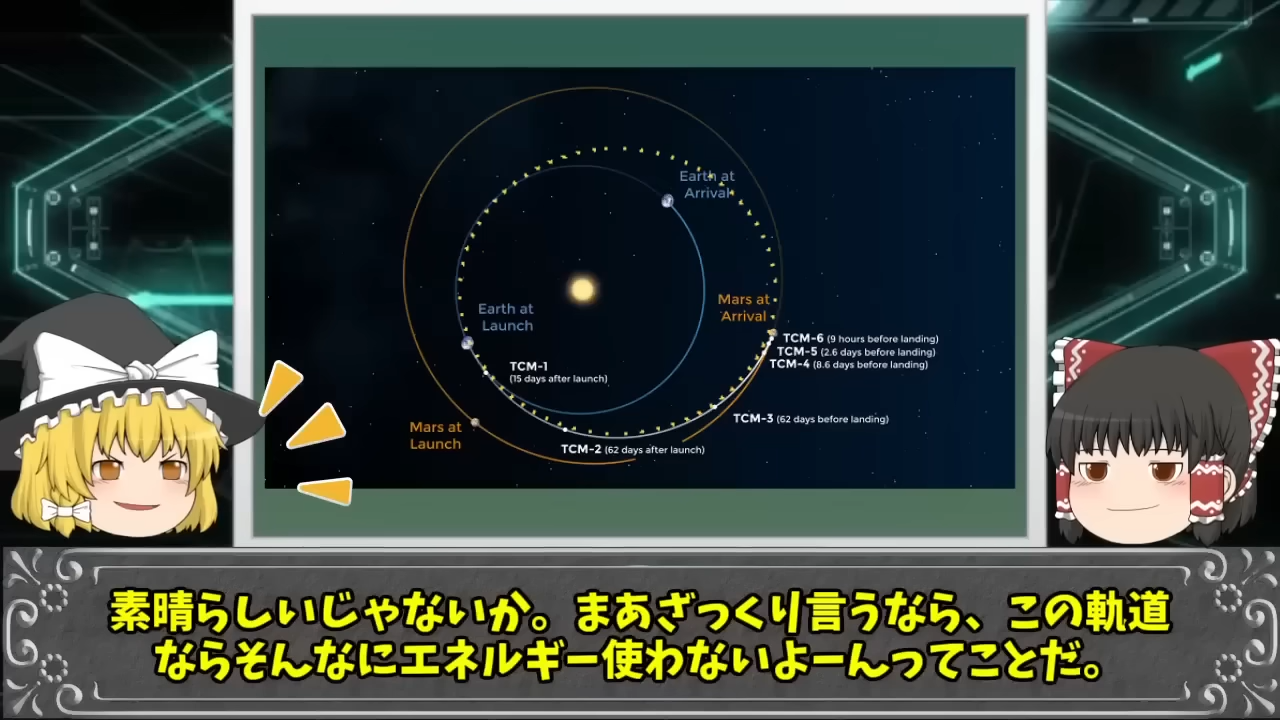 Earth at
Arrival
Mars at
Arrival
Earth at
Launch
TCM-6 (9 hours before landing)
TCM-5 (2.6 days before landing)
TCM-4 (8.6 days before landing)
TCM-1
(15 days after launch)
TCM-3 (62 days before landing)
Mars at
Launch
TCM-2 (62 days after launch)
素晴らしいじゃないか。まあざっくり言うなら、この軌道
ならそんなにエネルギー使わないよーんってことだ。